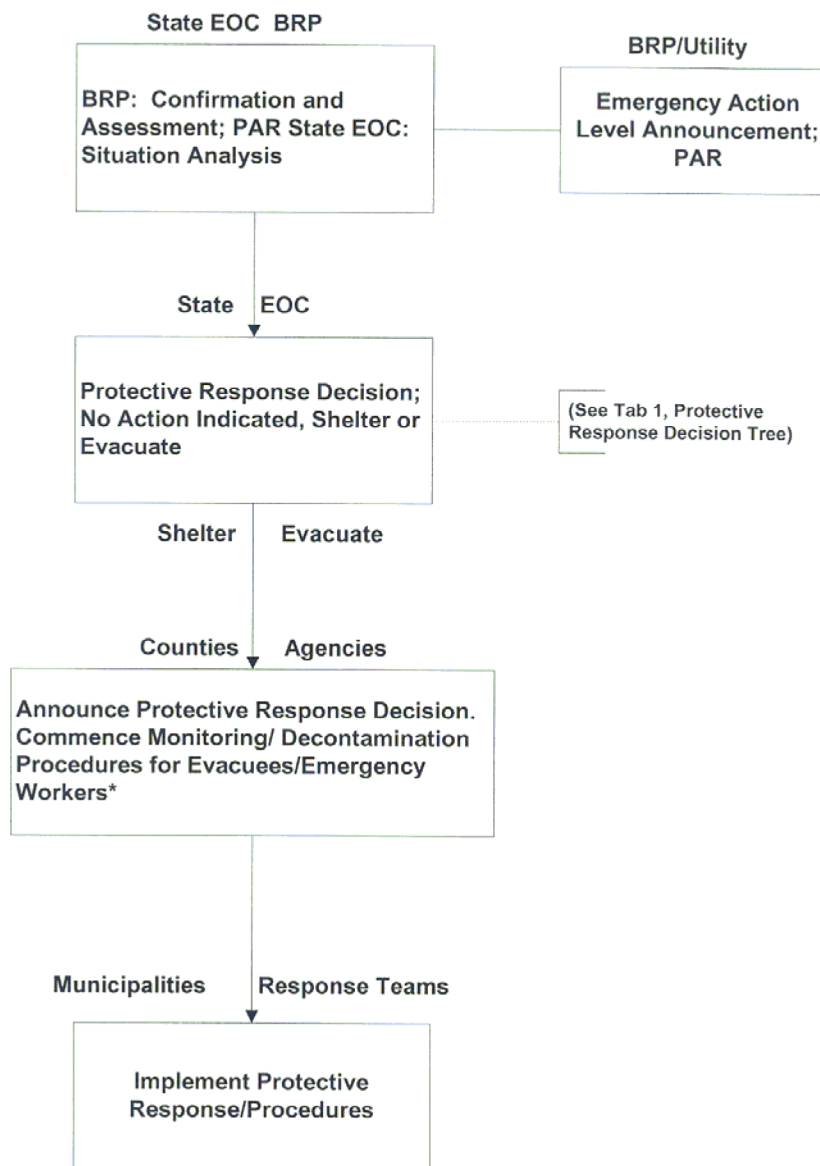 State EOC BRP
BRP/Utility
BRP: Confirmation and
Assessment; PAR State EOC:
Situation Analysis
Emergency Action
Level Announcement;
PAR
State EOC
Protective Response Decision;
No Action Indicated, Shelter or
Evacuate
(See Tab 1, Protective
Response Decision Tree)
Shelter Evacuate
Counties Agencies
Announce Protective Response Decision.
Commence Monitoring/ Decontamination
Procedures for Evacuees/Emergency
Workers*
Municipalities Response Teams
Implement Protective
Response/Procedures